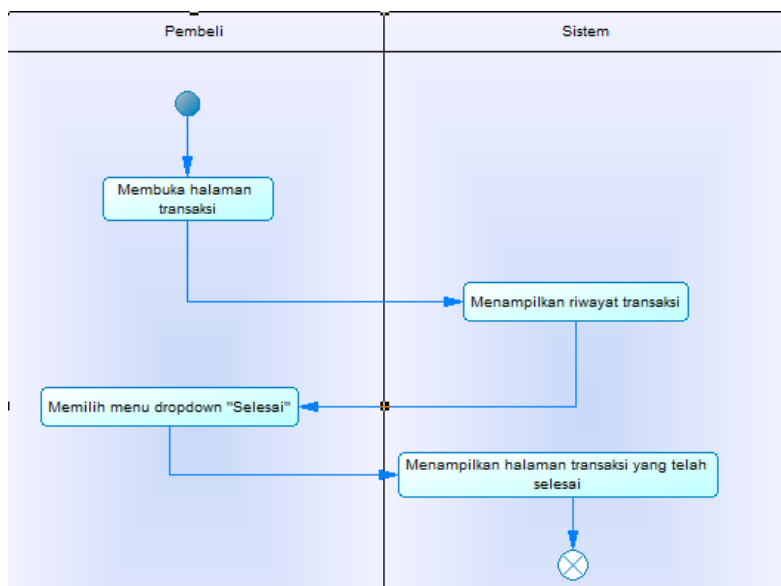 Pembeli
Sistem
Membuka halaman
transaksi
Menampilkan riwayat transaksi
Memilih menu dropdown "Selesai"
Menampilkan halaman transaksi yang telah
selesai